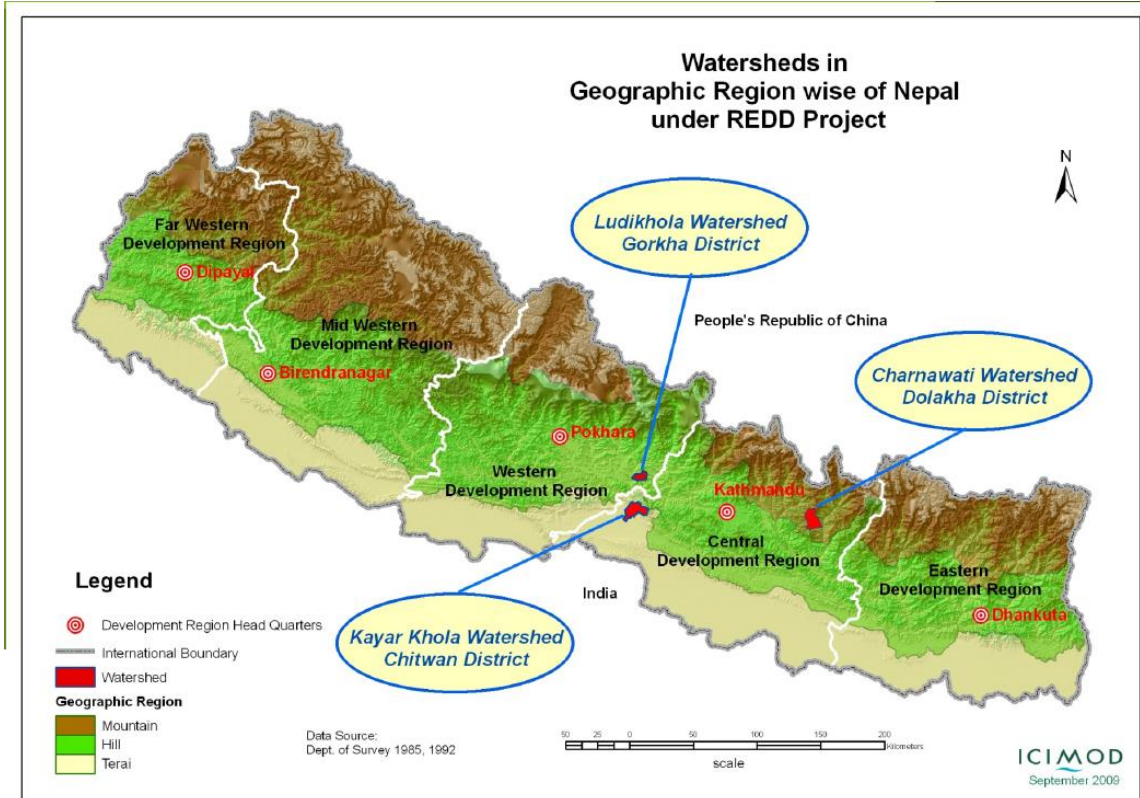 Watersheds in
Geographic Region wise of Nepal
under REDD Project
N
Ludikhola Watershed
Gorkha District
Far Western
Development Region
Dipayal
People's Republic of China
Mid Western
Development Region
Birendranagar
Charnawati Watershed
Dolakha District
Pokhara
Western
Development Region
Kathmandu
Central
Development Region
Eastern
Development Region
Dhankuta
India
Kayar Khola Watershed
Chitwan District
Legend
Development Region Head Quarters
International Boundary
Watershed
Geographic Region
Mountain
Hill
Terai
Data Source:
Dept. of Survey 1985, 1992
50 25 0 50 100 150 200
Kilometers
scale
ICIMOD
September 2009